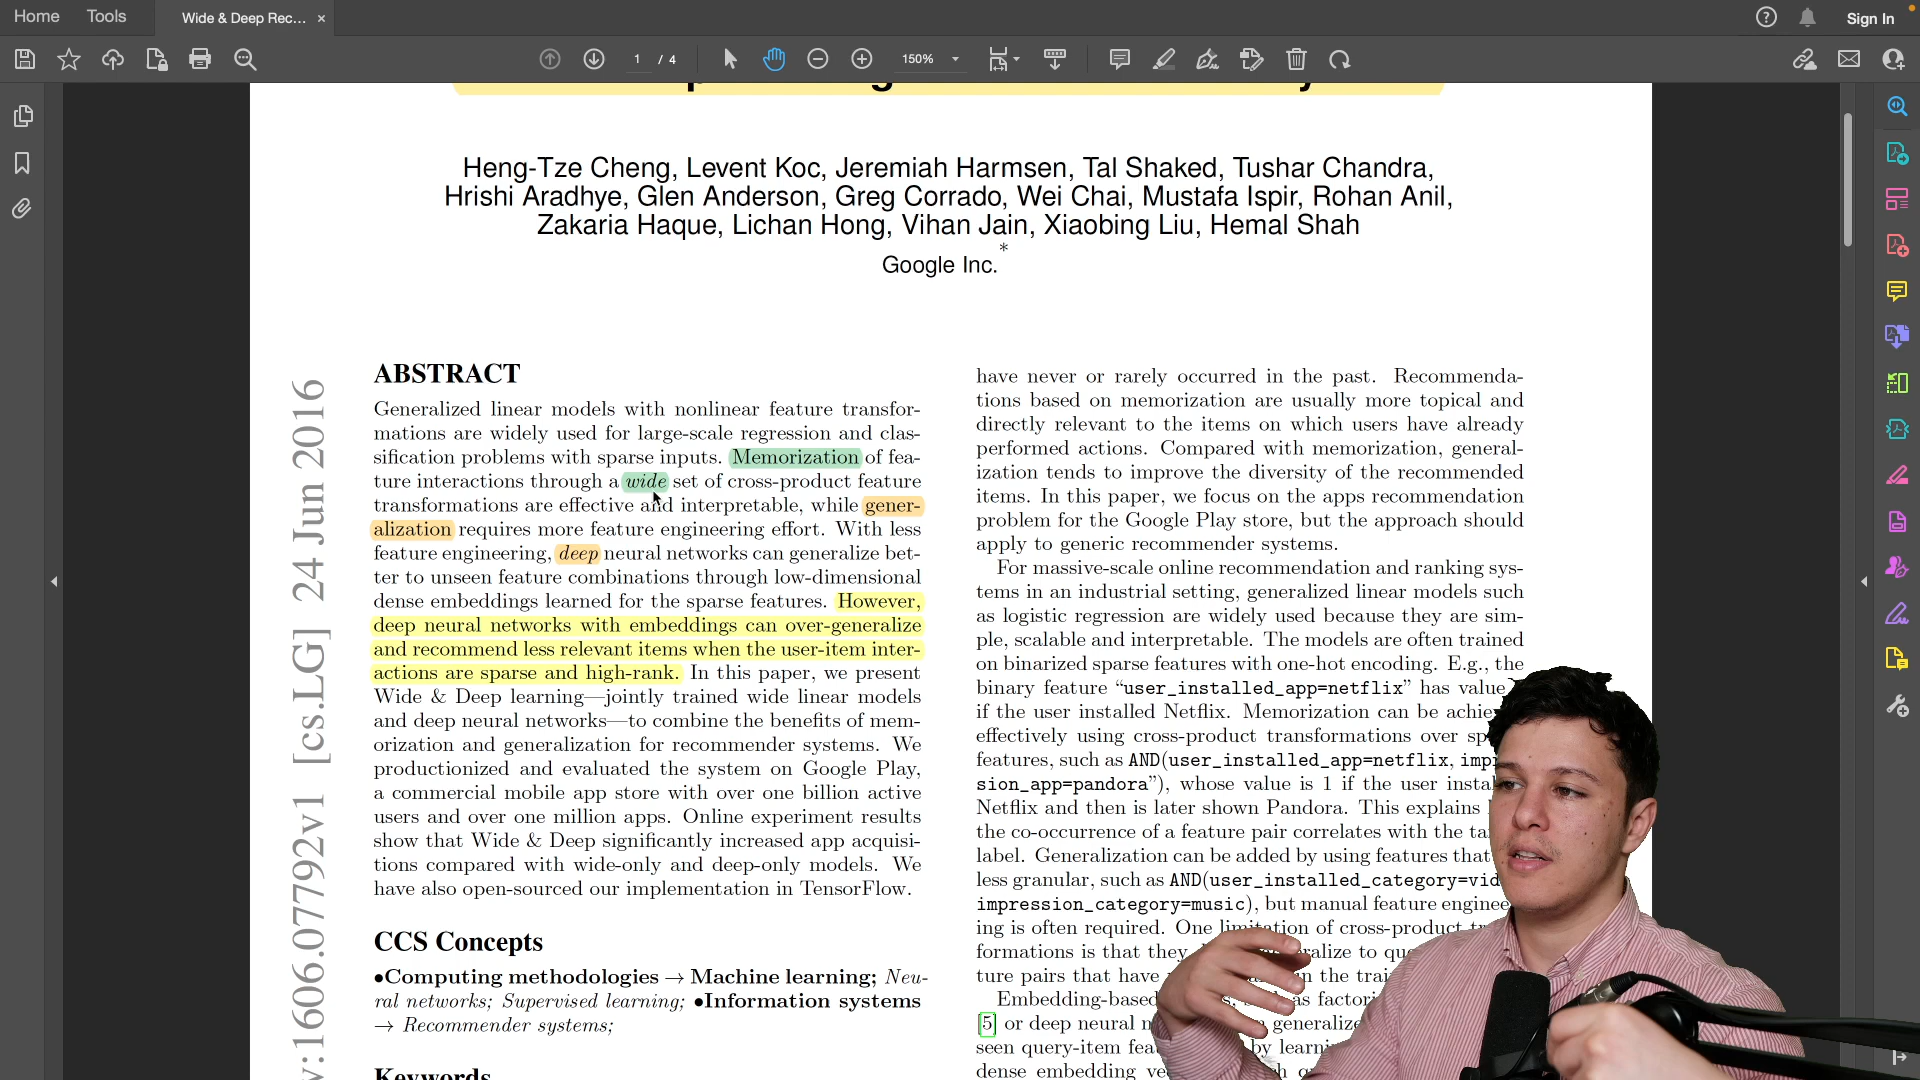 Home Tools Wide & Deep Rec... × Sign In
1 / 4 150%
Heng-Tze Cheng, Levent Koc, Jeremiah Harmsen, Tal Shaked, Tushar Chandra,
Hrishi Aradhye, Glen Anderson, Greg Corrado, Wei Chai, Mustafa Ispir, Rohan Anil,
Zakaria Haque, Lichan Hong, Vihan Jain, Xiaobing Liu, Hemal Shah
*
Google Inc.
v:1606.07792v1 [cs.LG] 24 Jun 2016
ABSTRACT
Generalized linear models with nonlinear feature transfor-
mations are widely used for large-scale regression and clas-
sification problems with sparse inputs. Memorization of fea-
ture interactions through a wide set of cross-product feature
transformations are effective and interpretable, while gener-
alization requires more feature engineering effort. With less
feature engineering, deep neural networks can generalize bet-
ter to unseen feature combinations through low-dimensional
dense embeddings learned for the sparse features. However,
deep neural networks with embeddings can over-generalize
and recommend less relevant items when the user-item inter-
actions are sparse and high-rank. In this paper, we present
Wide & Deep learning—jointly trained wide linear models
and deep neural networks—to combine the benefits of mem-
orization and generalization for recommender systems. We
productionized and evaluated the system on Google Play,
a commercial mobile app store with over one billion active
users and over one million apps. Online experiment results
show that Wide & Deep significantly increased app acquisi-
tions compared with wide-only and deep-only models. We
have also open-sourced our implementation in TensorFlow.
CCS Concepts
•Computing methodologies → Machine learning; Neu-
ral networks; Supervised learning; •Information systems
→ Recommender systems;
Keywords
have never or rarely occurred in the past. Recommenda-
tions based on memorization are usually more topical and
directly relevant to the items on which users have already
performed actions. Compared with memorization, general-
ization tends to improve the diversity of the recommended
items. In this paper, we focus on the apps recommendation
problem for the Google Play store, but the approach should
apply to generic recommender systems.
For massive-scale online recommendation and ranking sys-
tems in an industrial setting, generalized linear models such
as logistic regression are widely used because they are sim-
ple, scalable and interpretable. The models are often trained
on binarized sparse features with one-hot encoding. E.g., the
binary feature “user_installed_app=netflix” has value
if the user installed Netflix. Memorization can be
effectively using cross-product transformations over
features, such as AND(user_installed_app=netflix,
sion_app=pandora”), whose value is 1 if the user
Netflix and then is later shown Pandora. This explains
the co-occurrence of a feature pair correlates with the
label. Generalization can be added by using features that
less granular, such as AND(user_installed_category=
impression_category=music), but manual feature
ing is often required. One limitation of cross-product
formations is that they
ture pairs that have in the
Embedding-based as
[5] or deep neural generalize
seen query-item by
dense embedding